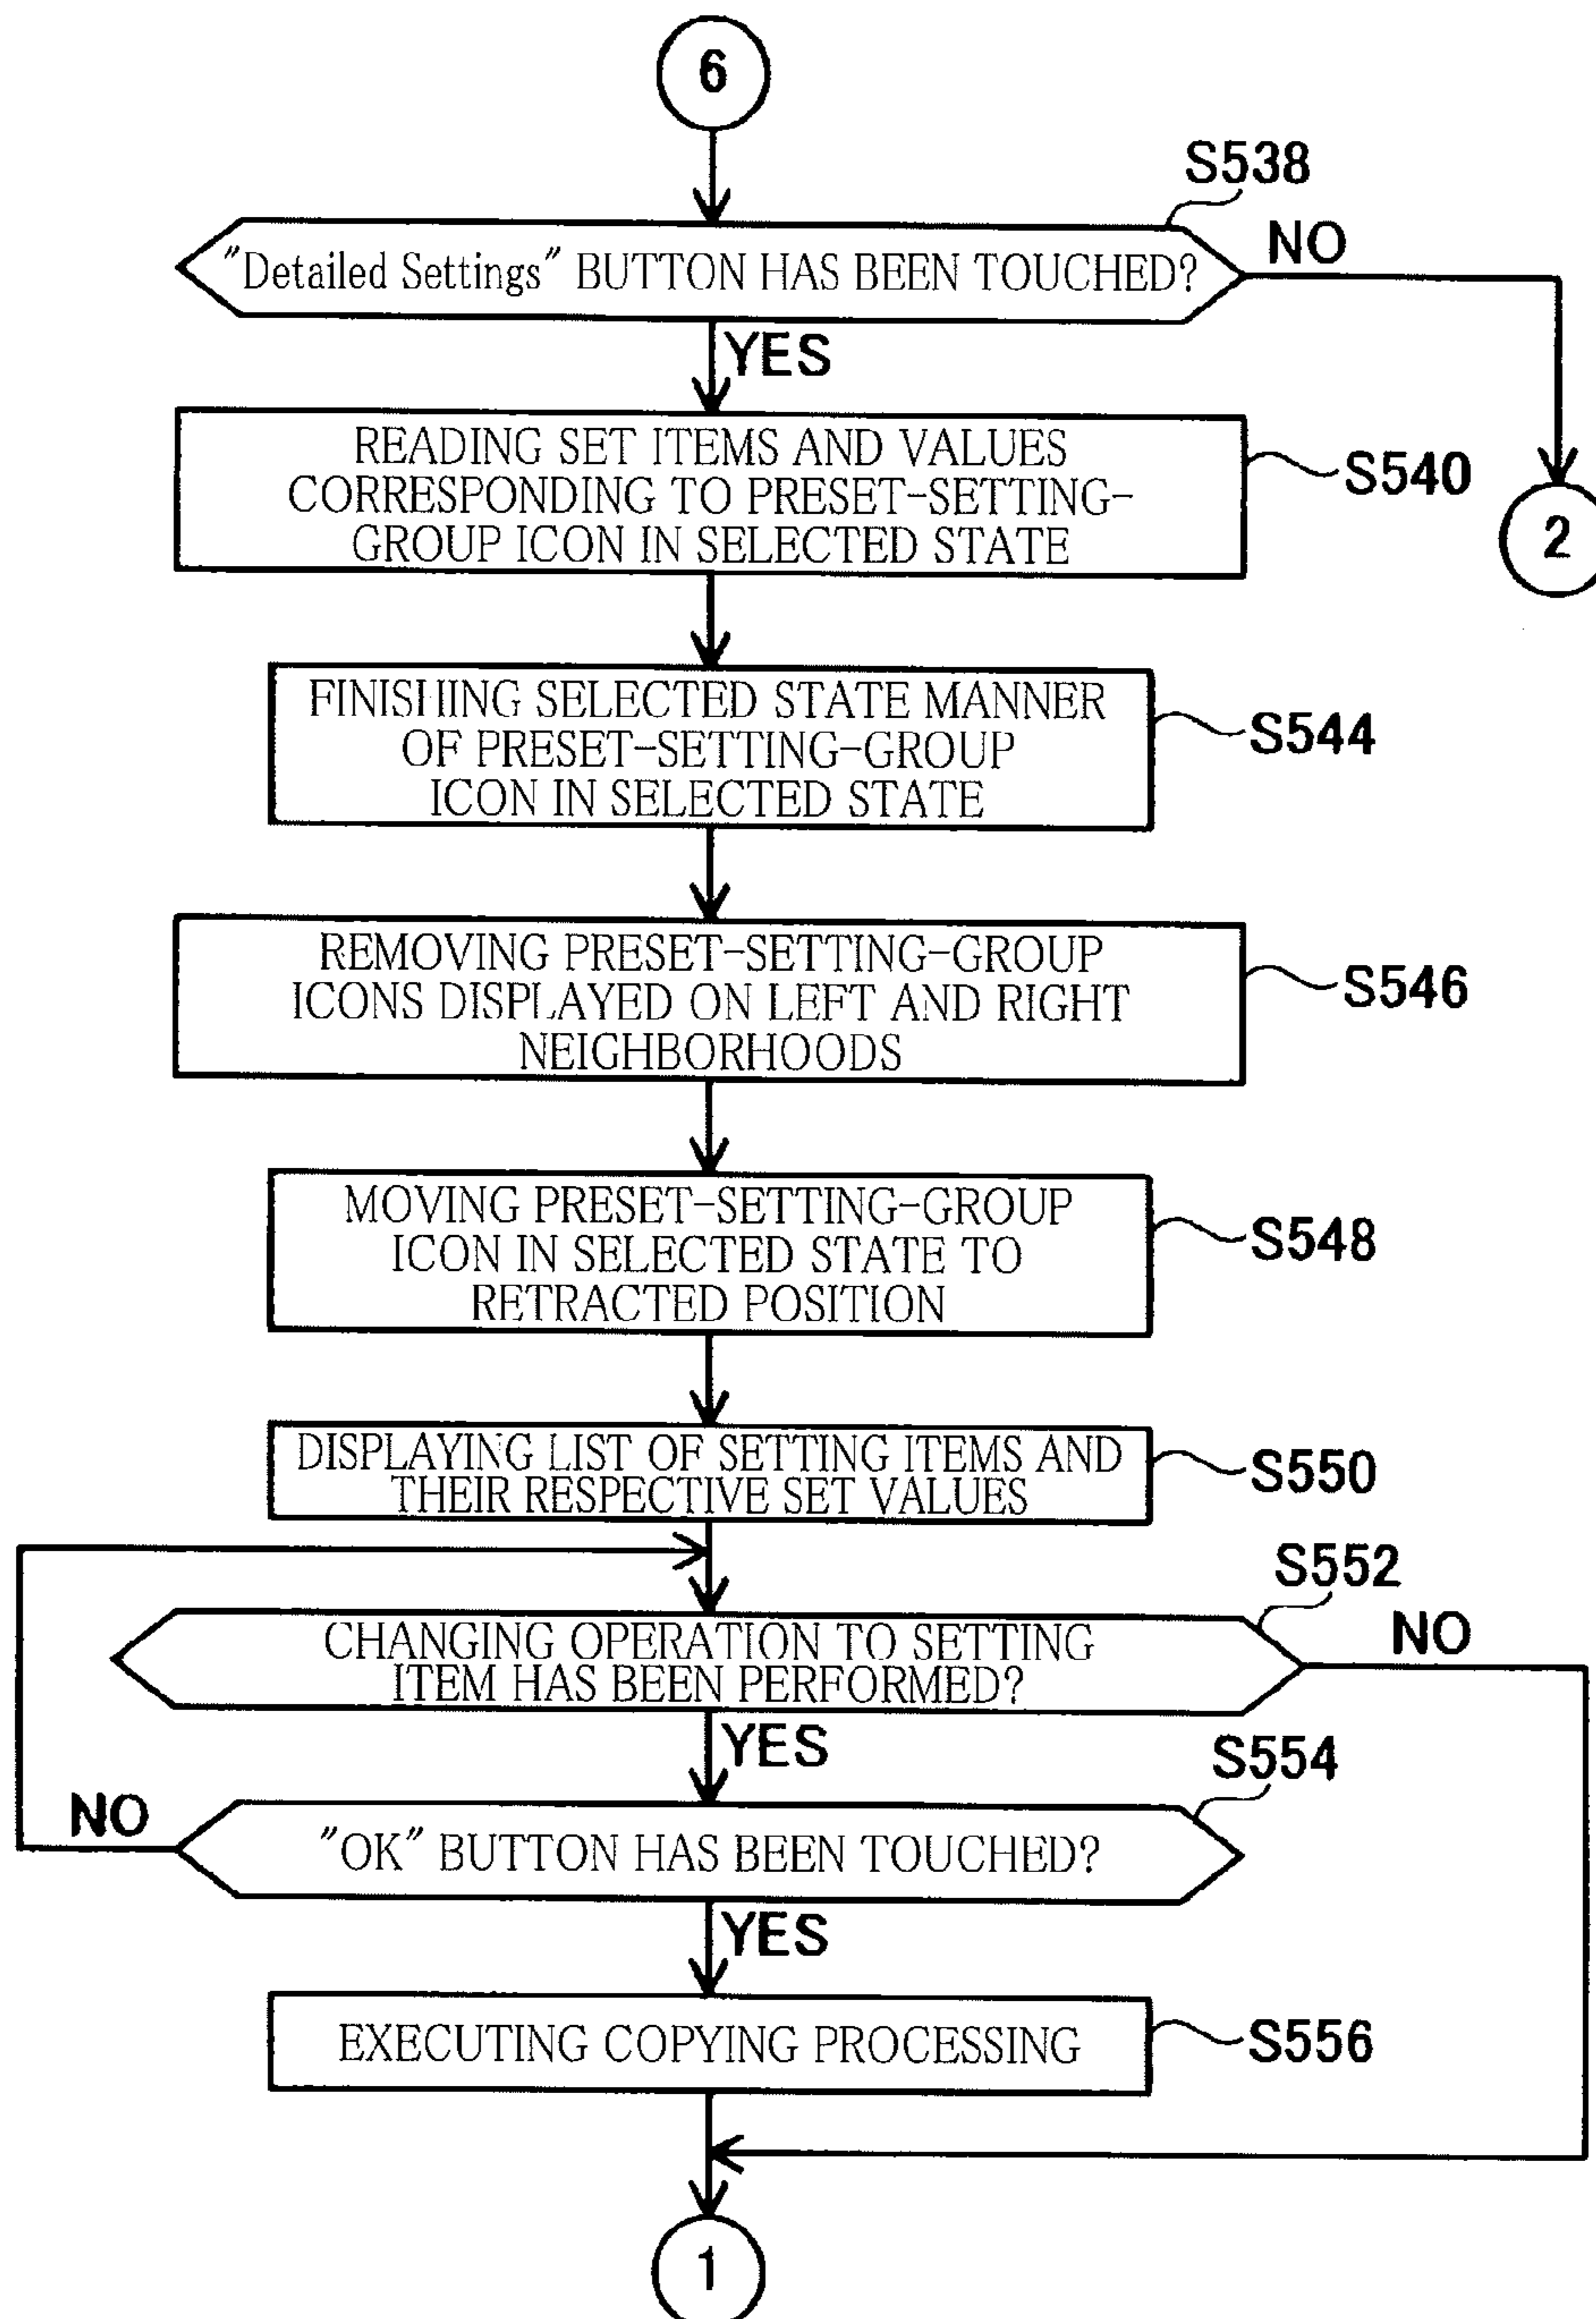 6
S538
"Detailed Settings" BUTTON HAS BEEN TOUCHED?
NO
YES
READING SET ITEMS AND VALUES
CORRESPONDING TO PRESET-SETTING-
GROUP ICON IN SELECTED STATE
S540
2
FINISHING SELECTED STATE MANNER
OF PRESET-SETTING-GROUP
ICON IN SELECTED STATE
S544
REMOVING PRESET-SETTING-GROUP
ICONS DISPLAYED ON LEFT AND RIGHT
NEIGHBORHOODS
S546
MOVING PRESET-SETTING-GROUP
ICON IN SELECTED STATE TO
RETRACTED POSITION
S548
DISPLAYING LIST OF SETTING ITEMS AND
THEIR RESPECTIVE SET VALUES
S550
S552
CHANGING OPERATION TO SETTING
ITEM HAS BEEN PERFORMED?
NO
YES
S554
NO
"OK" BUTTON HAS BEEN TOUCHED?
YES
EXECUTING COPYING PROCESSING
S556
1